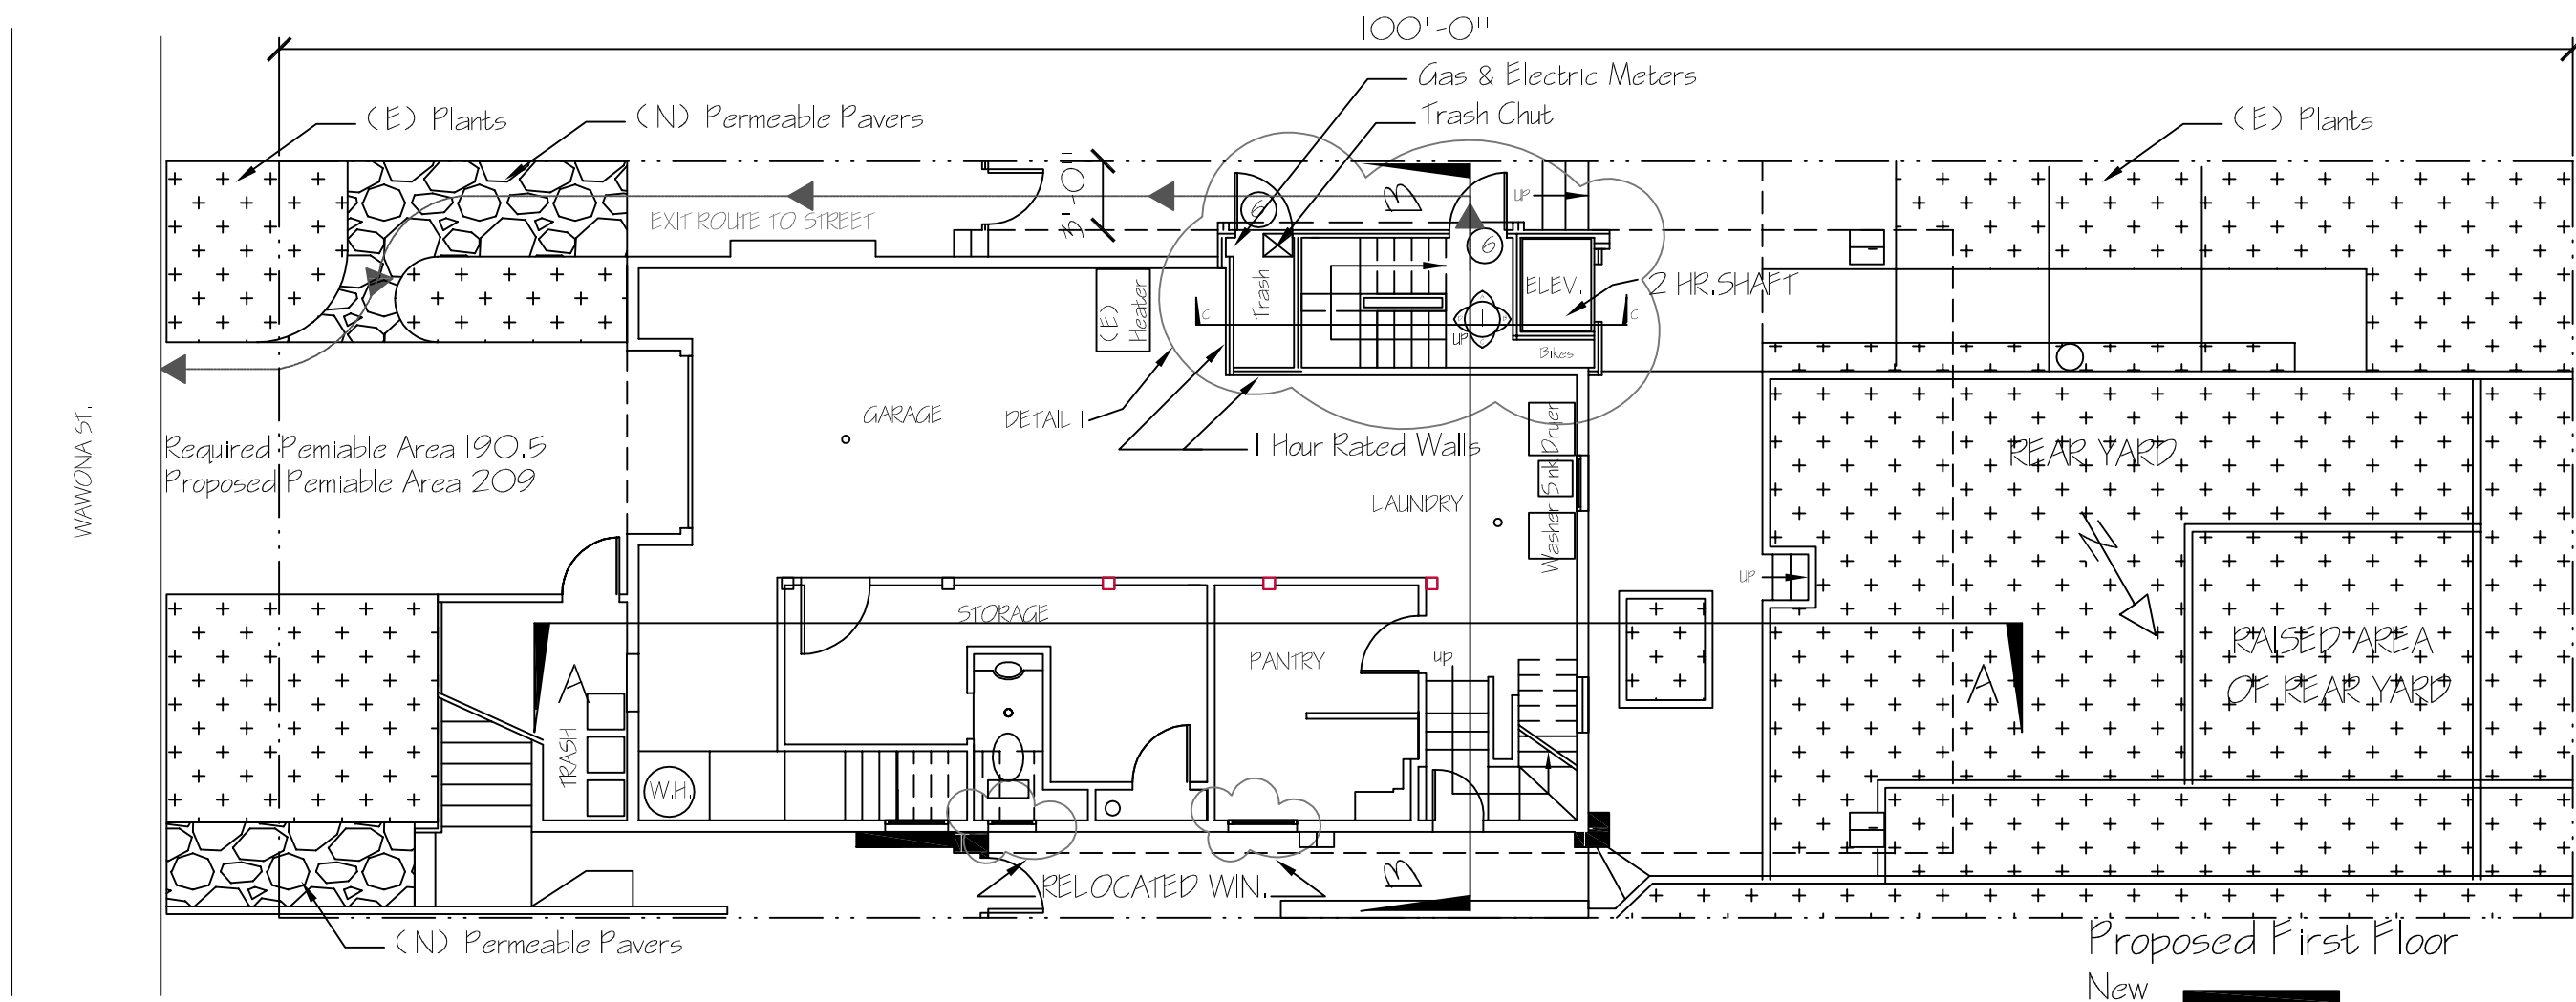 100'-0"
Gas & Electric Meters
Trash Chut
(E) Plants
(N) Permeable Pavers
(E) Plants
3'-0"
B
UP
EXIT ROUTE TO STREET
6
6
(E)
Heater
Trash
ELEV.
2 HR.SHAFT
C
C
1
UP
Bikes
WAWONA ST.
GARAGE
DETAIL 1
1 Hour Rated Walls
Required Pemiable Area 190.5
Proposed Pemiable Area 209
Dryer
Sink
Washer
LAUNDRY
REAR YARD
N
UP
STORAGE
PANTRY
up
A
A
RAISED AREA
OF REAR YARD
TRASH
W.H.
B
RELOCATED WIN.
(N) Permeable Pavers
Proposed First Floor
New